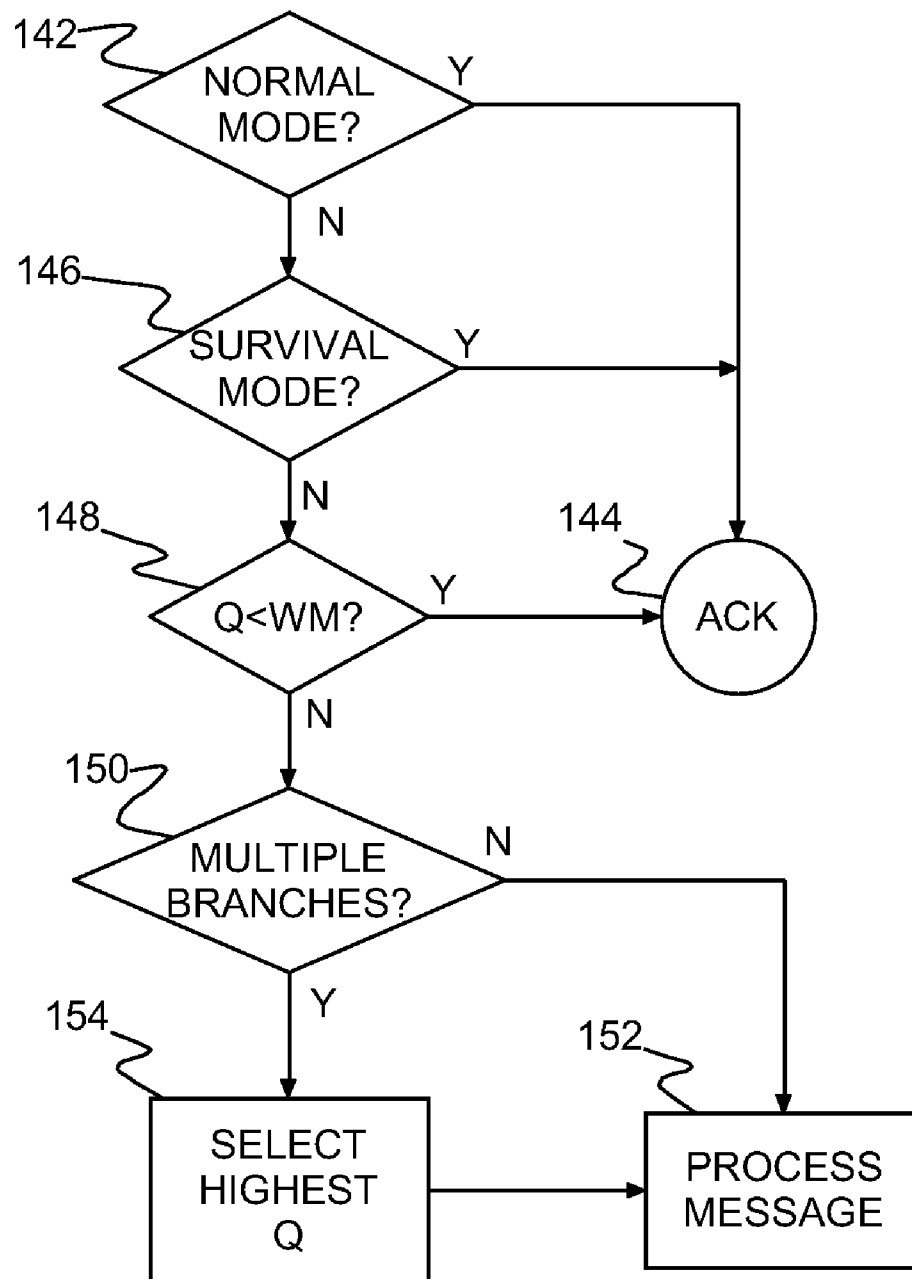 142
NORMAL
MODE?
Y
N
146
SURVIVAL
MODE?
Y
N
148
Q<WM?
Y
144
ACK
N
150
MULTIPLE
BRANCHES?
N
Y
154
SELECT
HIGHEST
Q
152
PROCESS
MESSAGE